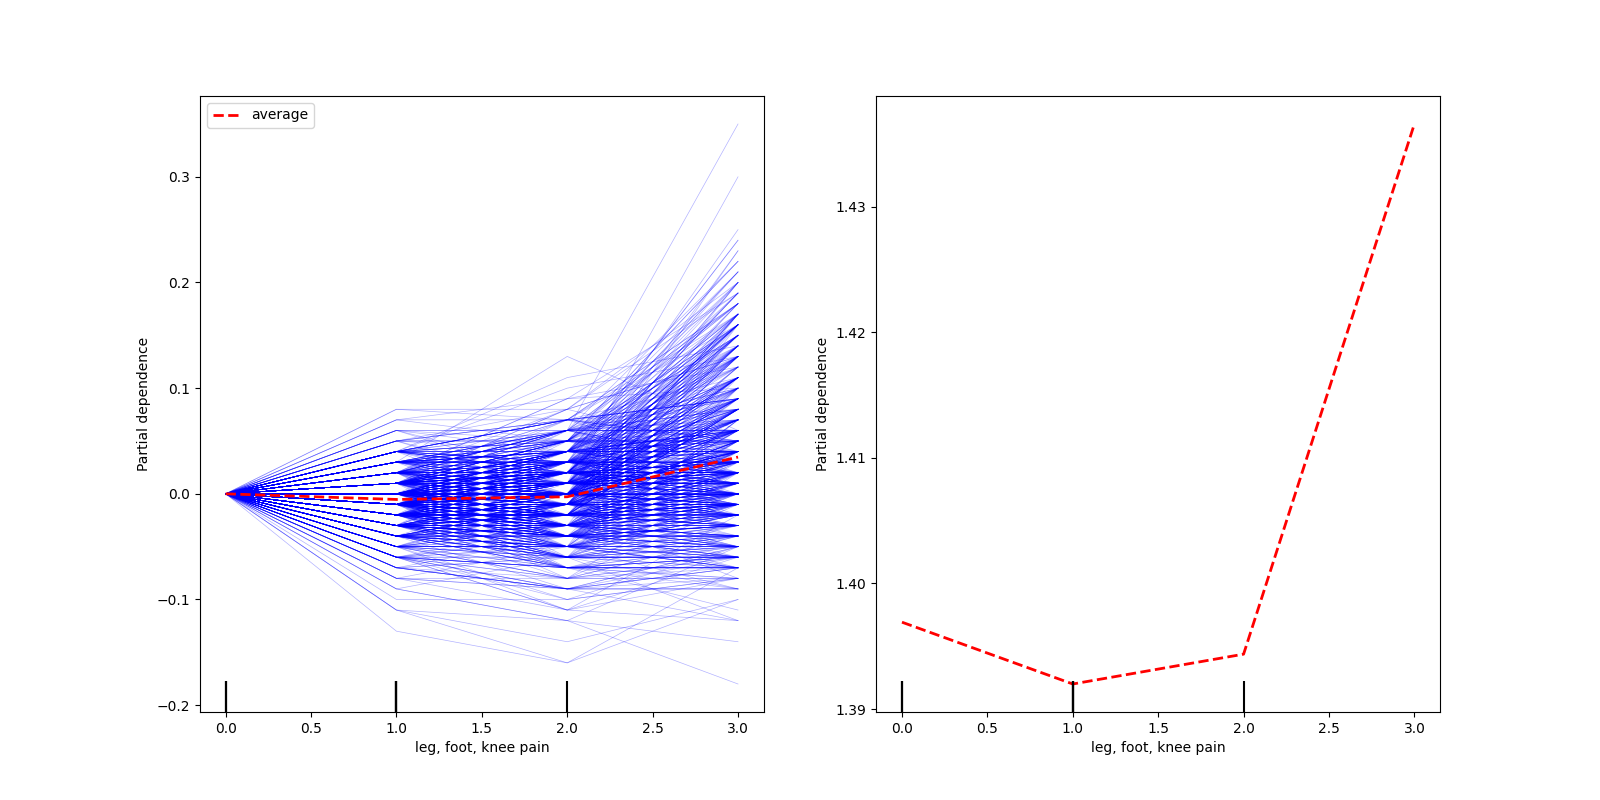 average
Partial dependence
0.3
0.2
0.1
0.0
−0.1
−0.2
0.0 0.5 1.0 1.5 2.0 2.5 3.0
leg, foot, knee pain
Partial dependence
1.43
1.42
1.41
1.40
1.39
0.0 0.5 1.0 1.5 2.0 2.5 3.0
leg, foot, knee pain